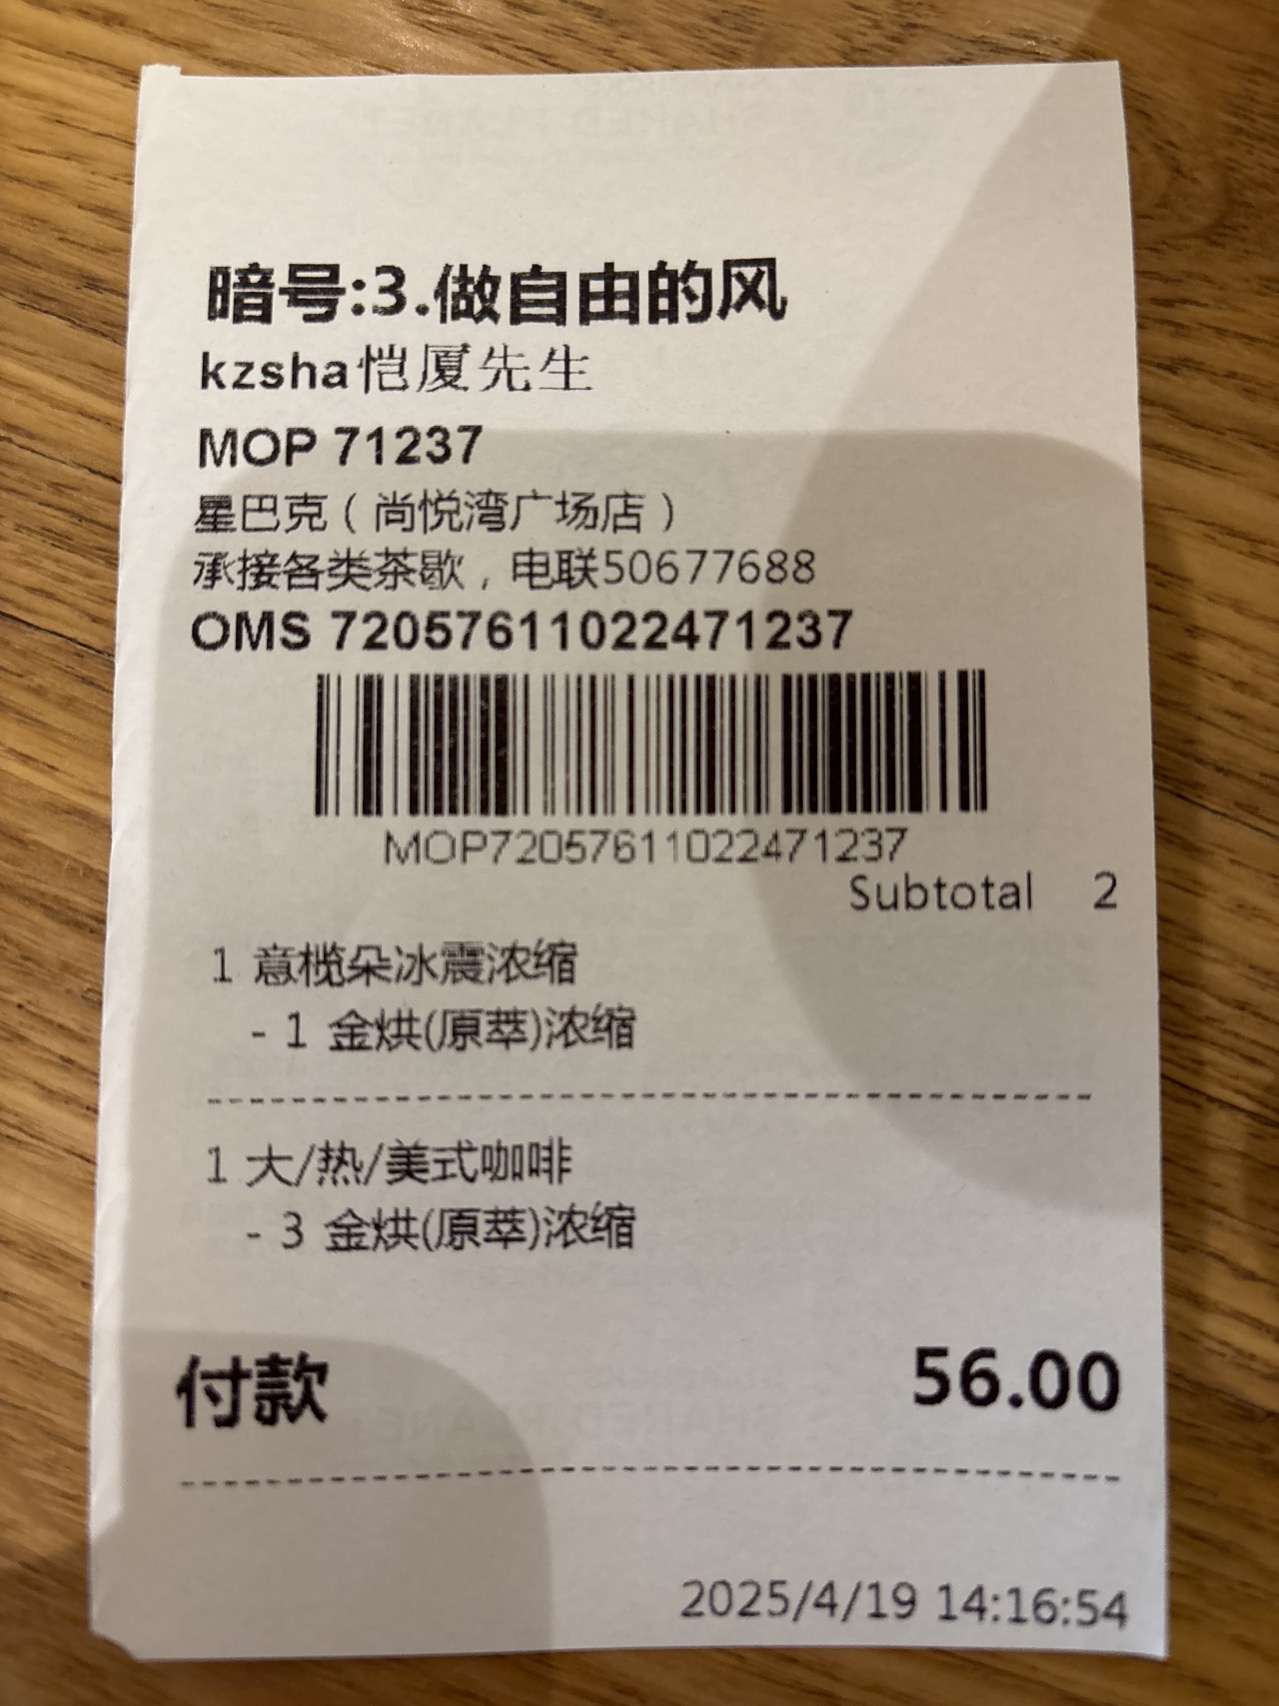 暗号:3.做自由的风
kzsha恺厦先生
MOP 71237
星巴克（尚悦湾广场店）
承接各类茶歇，电联50677688
OMS 72057611022471237
MOP72057611022471237
Subtotal 2
1 意榄朵冰震浓缩
- 1 金烘(原萃)浓缩
1 大/热/美式咖啡
- 3 金烘(原萃)浓缩
付款 56.00
2025/4/19 14:16:54